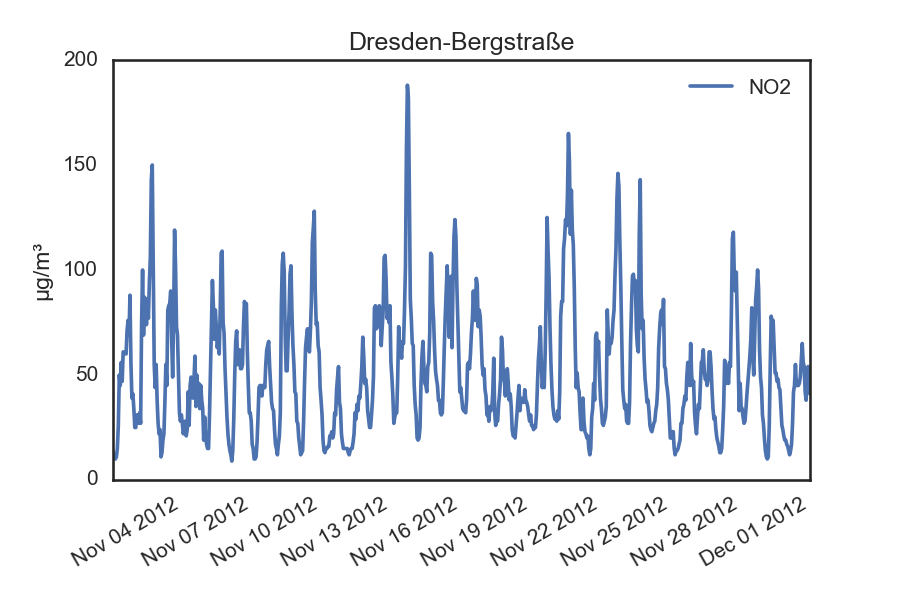 Dresden-Bergstraße
NO2
µg/m³
200
150
100
50
0
Nov 04 2012
Nov 07 2012
Nov 10 2012
Nov 13 2012
Nov 16 2012
Nov 19 2012
Nov 22 2012
Nov 25 2012
Nov 28 2012
Dec 01 2012